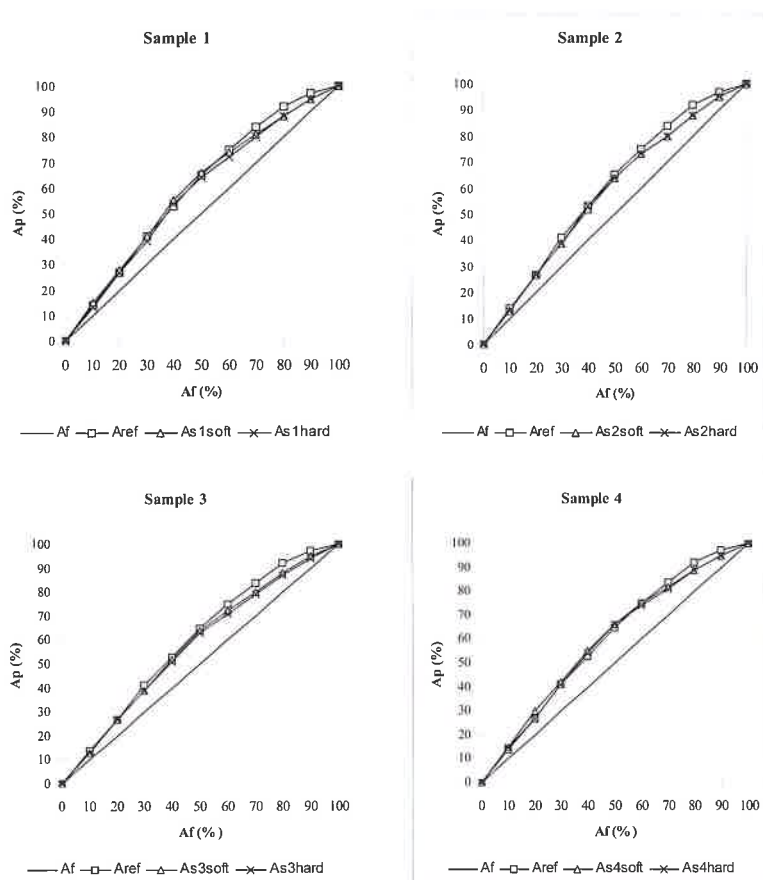 Sample 1
100
90
80
70
60
50
40
30
20
10
0
Ap (%)
0 10 20 30 40 50 60 70 80 90 100
Af (%)
Af Aref As1soft As1hard
Sample 2
100
90
80
70
60
50
40
30
20
10
0
Ap (%)
0 10 20 30 40 50 60 70 80 90 100
Af (%)
Af Aref As2soft As2hard
Sample 3
100
90
80
70
60
50
40
30
20
10
0
Ap (%)
0 10 20 30 40 50 60 70 80 90 100
Af (%)
Af Aref As3soft As3hard
Sample 4
100
90
80
70
60
50
40
30
20
10
0
Ap (%)
0 10 20 30 40 50 60 70 80 90 100
Af (%)
Af Aref As4soft As4hard